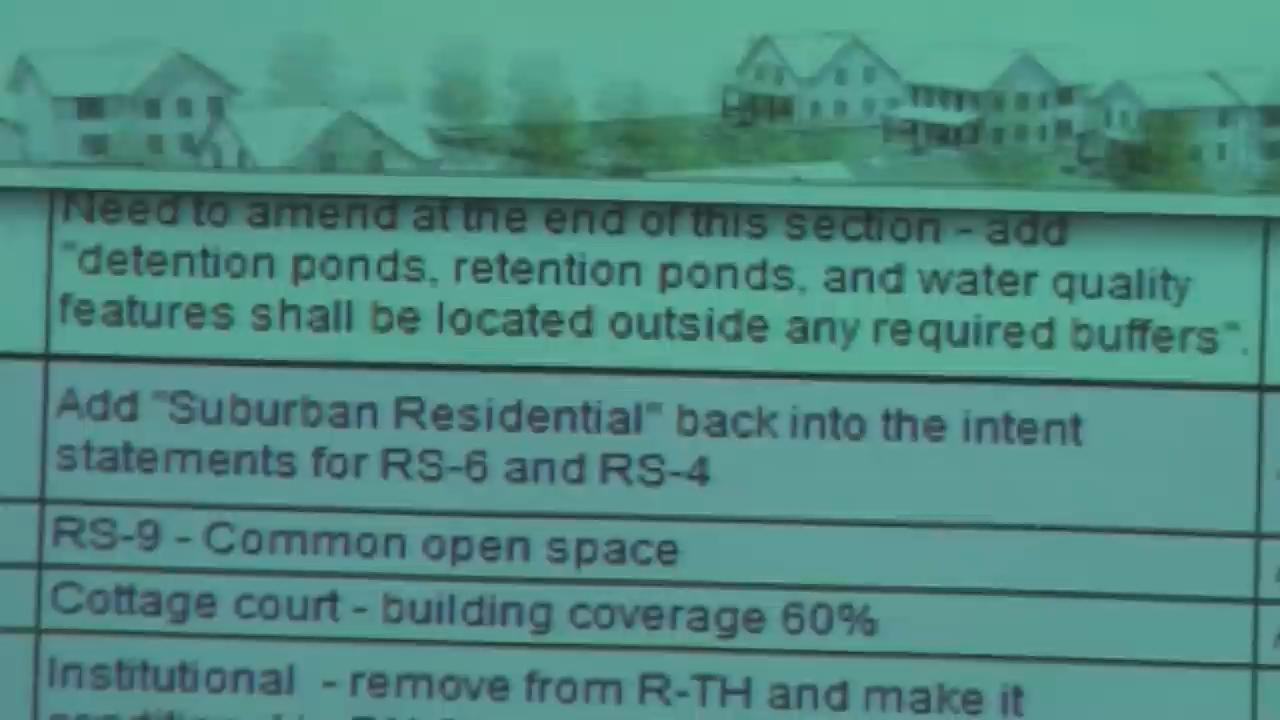 Need to amend at the end of this section - add
"detention ponds, retention ponds, and water quality
features shall be located outside any required buffers".
Add "Suburban Residential" back into the intent
statements for RS-6 and RS-4
RS-9 - Common open space
Cottage court - building coverage 60%
Institutional - remove from R-TH and make it